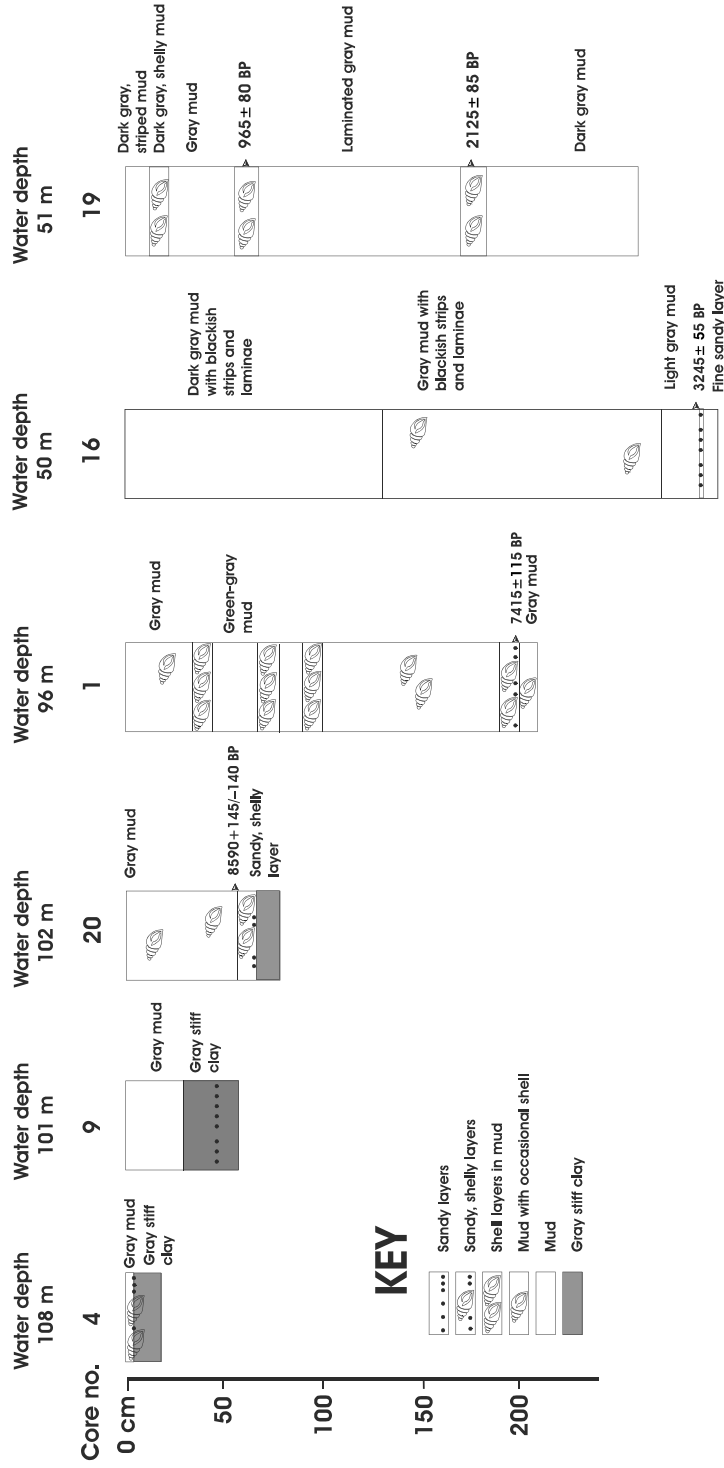 Water depth
108 m
Water depth
101 m
Water depth
102 m
Water depth
96 m
Water depth
50 m
Water depth
51 m
Core no.
4
9
20
1
16
19
0 cm
50
100
150
200
Gray mud
Gray stiff
clay
Gray mud
Gray stiff
clay
Gray mud
8590+145/−140 BP
Sandy, shelly
layer
Gray mud
Green-gray
mud
7415±115 BP
Gray mud
Dark gray mud
with blackish
strips and
laminae
Gray mud with
blackish strips
and laminae
Light gray mud
3245± 55 BP
Fine sandy layer
Dark gray,
striped mud
Dark gray, shelly mud
Gray mud
965± 80 BP
Laminated gray mud
2125± 85 BP
Dark gray mud
KEY
Sandy layers
Sandy, shelly layers
Shell layers in mud
Mud with occasional shell
Mud
Gray stiff clay